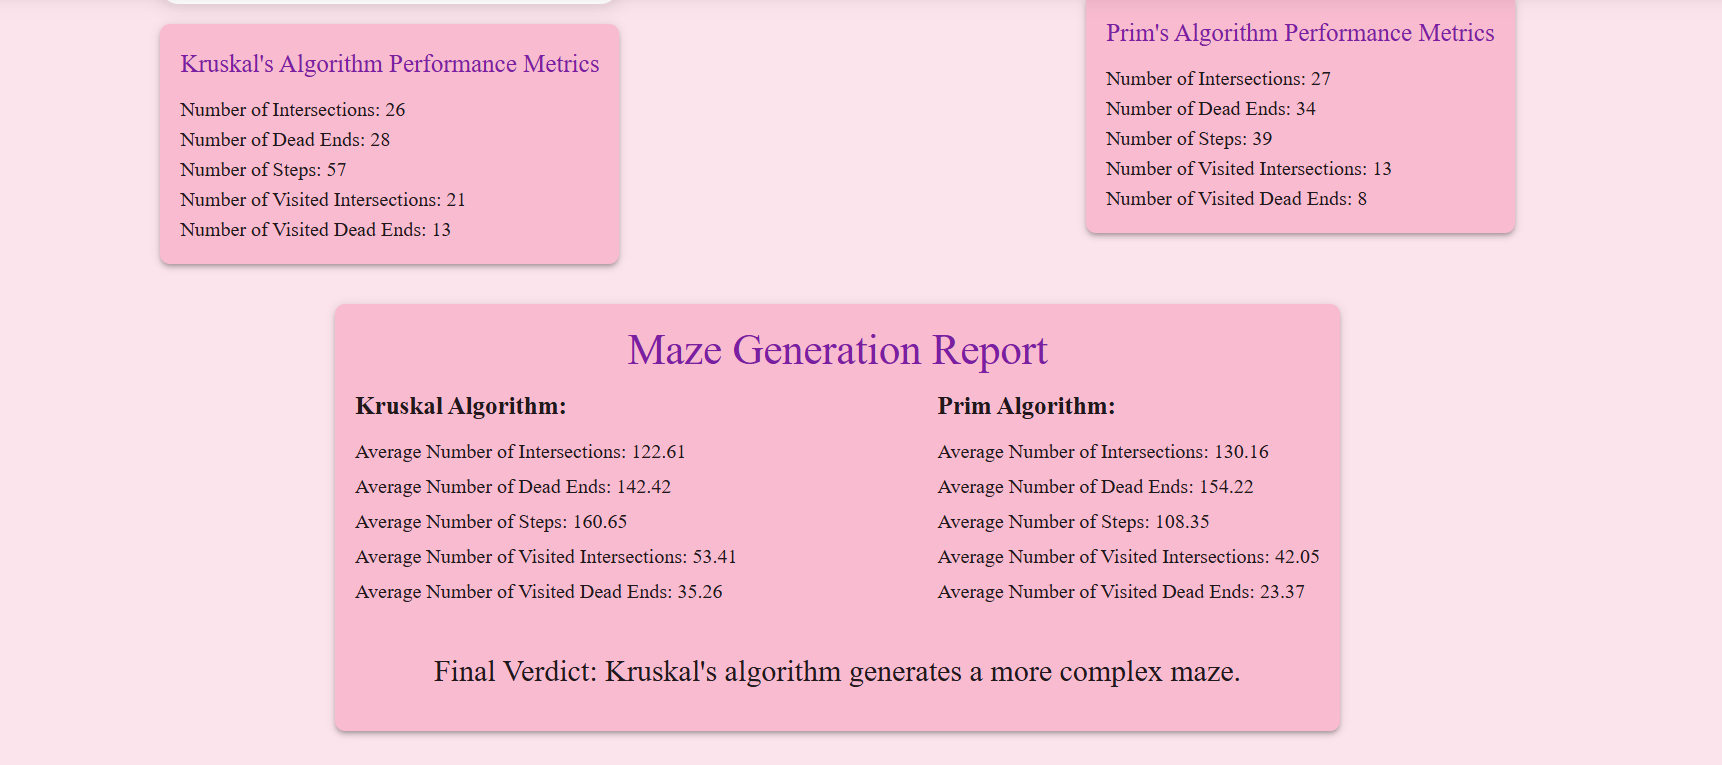 Kruskal's Algorithm Performance Metrics
Number of Intersections: 26
Number of Dead Ends: 28
Number of Steps: 57
Number of Visited Intersections: 21
Number of Visited Dead Ends: 13
Prim's Algorithm Performance Metrics
Number of Intersections: 27
Number of Dead Ends: 34
Number of Steps: 39
Number of Visited Intersections: 13
Number of Visited Dead Ends: 8
Maze Generation Report
Kruskal Algorithm:
Average Number of Intersections: 122.61
Average Number of Dead Ends: 142.42
Average Number of Steps: 160.65
Average Number of Visited Intersections: 53.41
Average Number of Visited Dead Ends: 35.26
Prim Algorithm:
Average Number of Intersections: 130.16
Average Number of Dead Ends: 154.22
Average Number of Steps: 108.35
Average Number of Visited Intersections: 42.05
Average Number of Visited Dead Ends: 23.37
Final Verdict: Kruskal's algorithm generates a more complex maze.